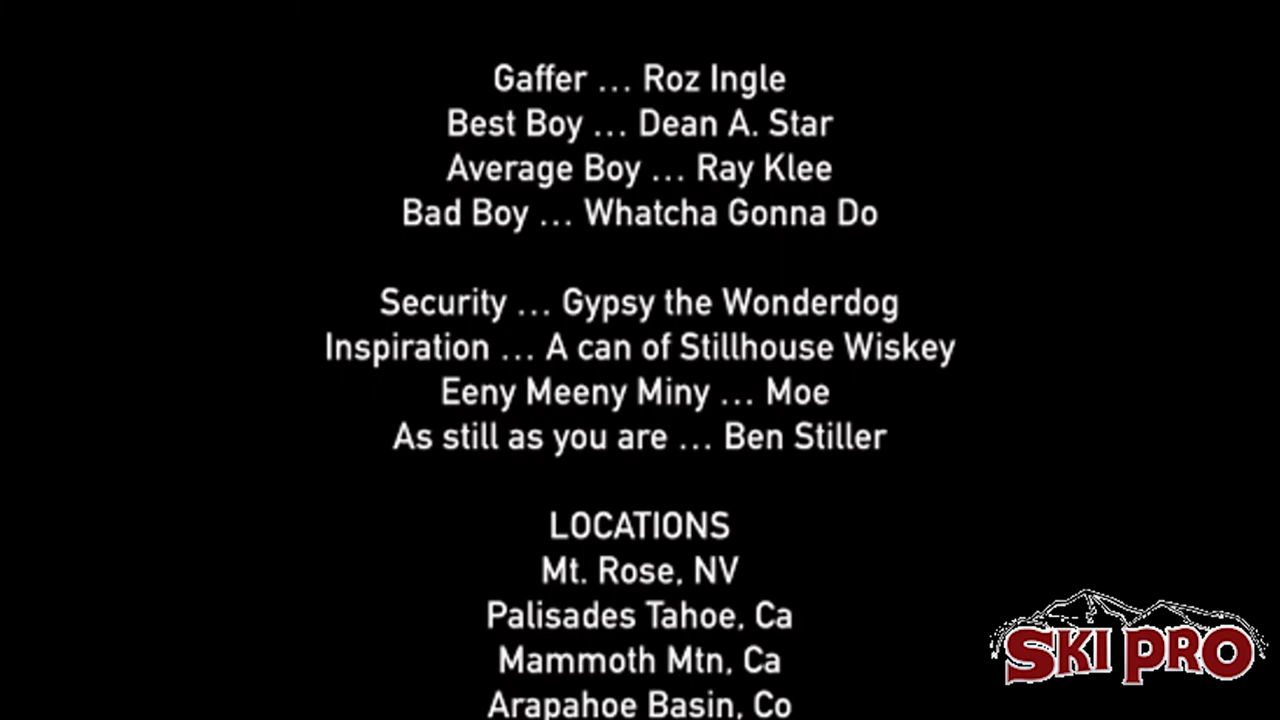 Gaffer ... Roz Ingle
Best Boy ... Dean A. Star
Average Boy ... Ray Klee
Bad Boy ... Whatcha Gonna Do
Security ... Gypsy the Wonderdog
Inspiration ... A can of Stillhouse Wiskey
Eeny Meeny Miny ... Moe
As still as you are ... Ben Stiller
LOCATIONS
Mt. Rose, NV
Palisades Tahoe, Ca
Mammoth Mtn, Ca
Arapahoe Basin, Co
SKI PRO